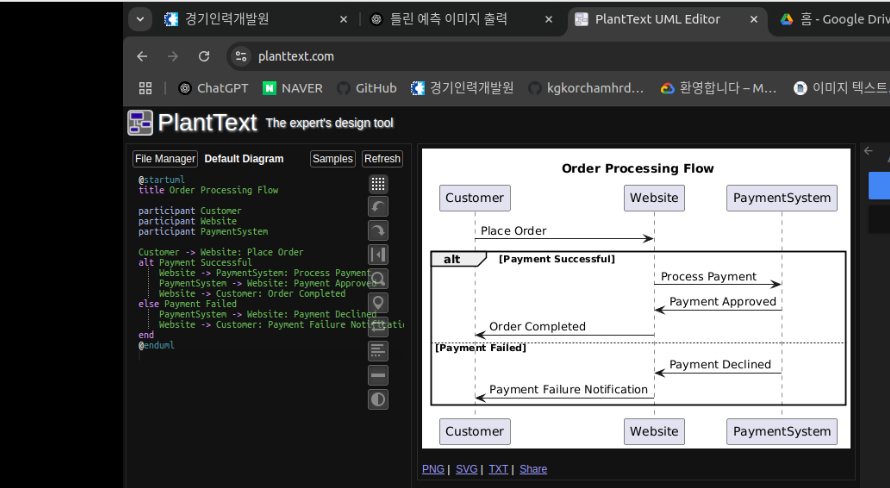 경기인력개발원
틀린 예측 이미지 출력
PlantText UML Editor
홈 - Google Driv
planttext.com
ChatGPT
NAVER
GitHub
경기인력개발원
kgkorchamhrd...
환영합니다 – M...
이미지 텍스트
PlantText The expert's design tool
File Manager Default Diagram Samples Refresh
@startuml
title Order Processing Flow
participant Customer
participant Website
participant PaymentSystem
Customer -> Website: Place Order
alt Payment Successful
Website -> PaymentSystem: Process Payment
PaymentSystem -> Website: Payment Approved
Website -> Customer: Order Completed
else Payment Failed
PaymentSystem -> Website: Payment Declined
Website -> Customer: Payment Failure Notification
end
@enduml
Order Processing Flow
Customer Website PaymentSystem
Place Order
alt [Payment Successful]
Process Payment
Payment Approved
Order Completed
[Payment Failed]
Payment Declined
Payment Failure Notification
Customer Website PaymentSystem
PNG | SVG | TXT | Share